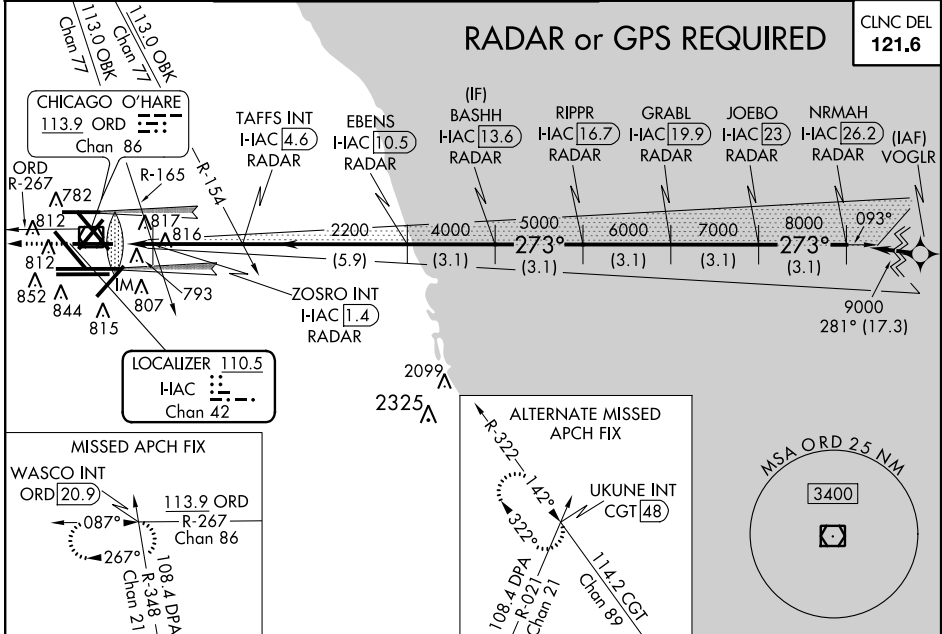 RADAR or GPS REQUIRED
CLNC DEL
121.6
113.0 OBK
Chan 77
113.0 OBK
Chan 77
CHICAGO O'HARE
113.9 ORD
Chan 86
TAFFS INT
I-IAC 4.6
RADAR
EBENS
I-IAC 10.5
RADAR
(IF)
BASHH
I-IAC 13.6
RADAR
RIPPR
I-IAC 16.7
RADAR
GRABL
I-IAC 19.9
RADAR
JOEBO
I-IAC 23
RADAR
NRMAH
I-IAC 26.2
RADAR
(IAF)
VOGLR
ORD
R-267
R-165
R-154
782
812
817
816
812
852
844
815
IM
807
793
2200
4000
5000
6000
7000
8000
093°
273°
273°
(5.9)
(3.1)
(3.1)
(3.1)
(3.1)
(3.1)
9000
281° (17.3)
ZOSRO INT
I-IAC 1.4
RADAR
LOCALIZER 110.5
I-IAC
Chan 42
2099
2325
MISSED APCH FIX
WASCO INT
ORD 20.9
113.9 ORD
R-267
Chan 86
087°
267°
108.4 DPA
R-348
Chan 21
ALTERNATE MISSED
APCH FIX
R-322
142°
322°
UKUNE INT
CGT 48
108.4 DPA
R-021
Chan 21
114.2 CGT
Chan 89
MSA ORD 25 NM
3400